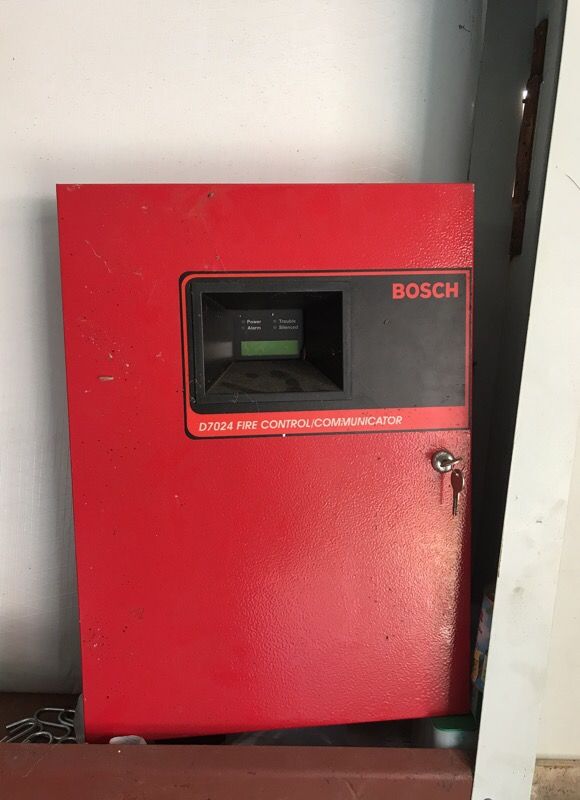 BOSCH
Power Trouble
Alarm Silenced
D7024 FIRE CONTROL/COMMUNICATOR